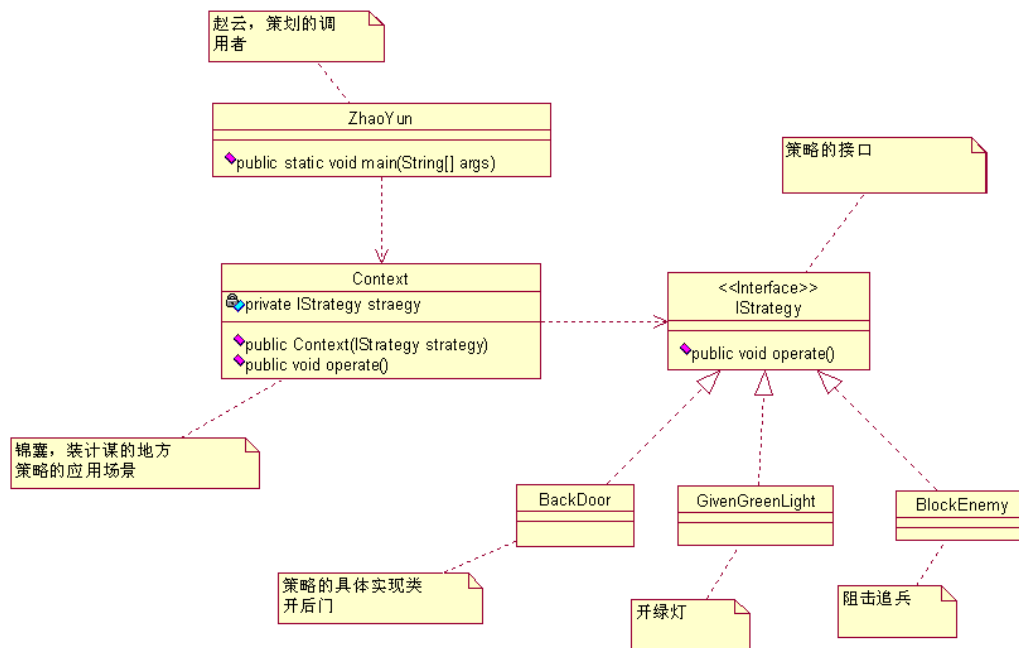 赵云，策划的调
用者
ZhaoYun
public static void main(String[] args)
策略的接口
Context
private IStrategy straegy
public Context(IStrategy strategy)
public void operate()
<<Interface>>
IStrategy
public void operate()
锦囊，装计谋的地方
策略的应用场景
BackDoor
GivenGreenLight
BlockEnemy
策略的具体实现类
开后门
开绿灯
阻击追兵